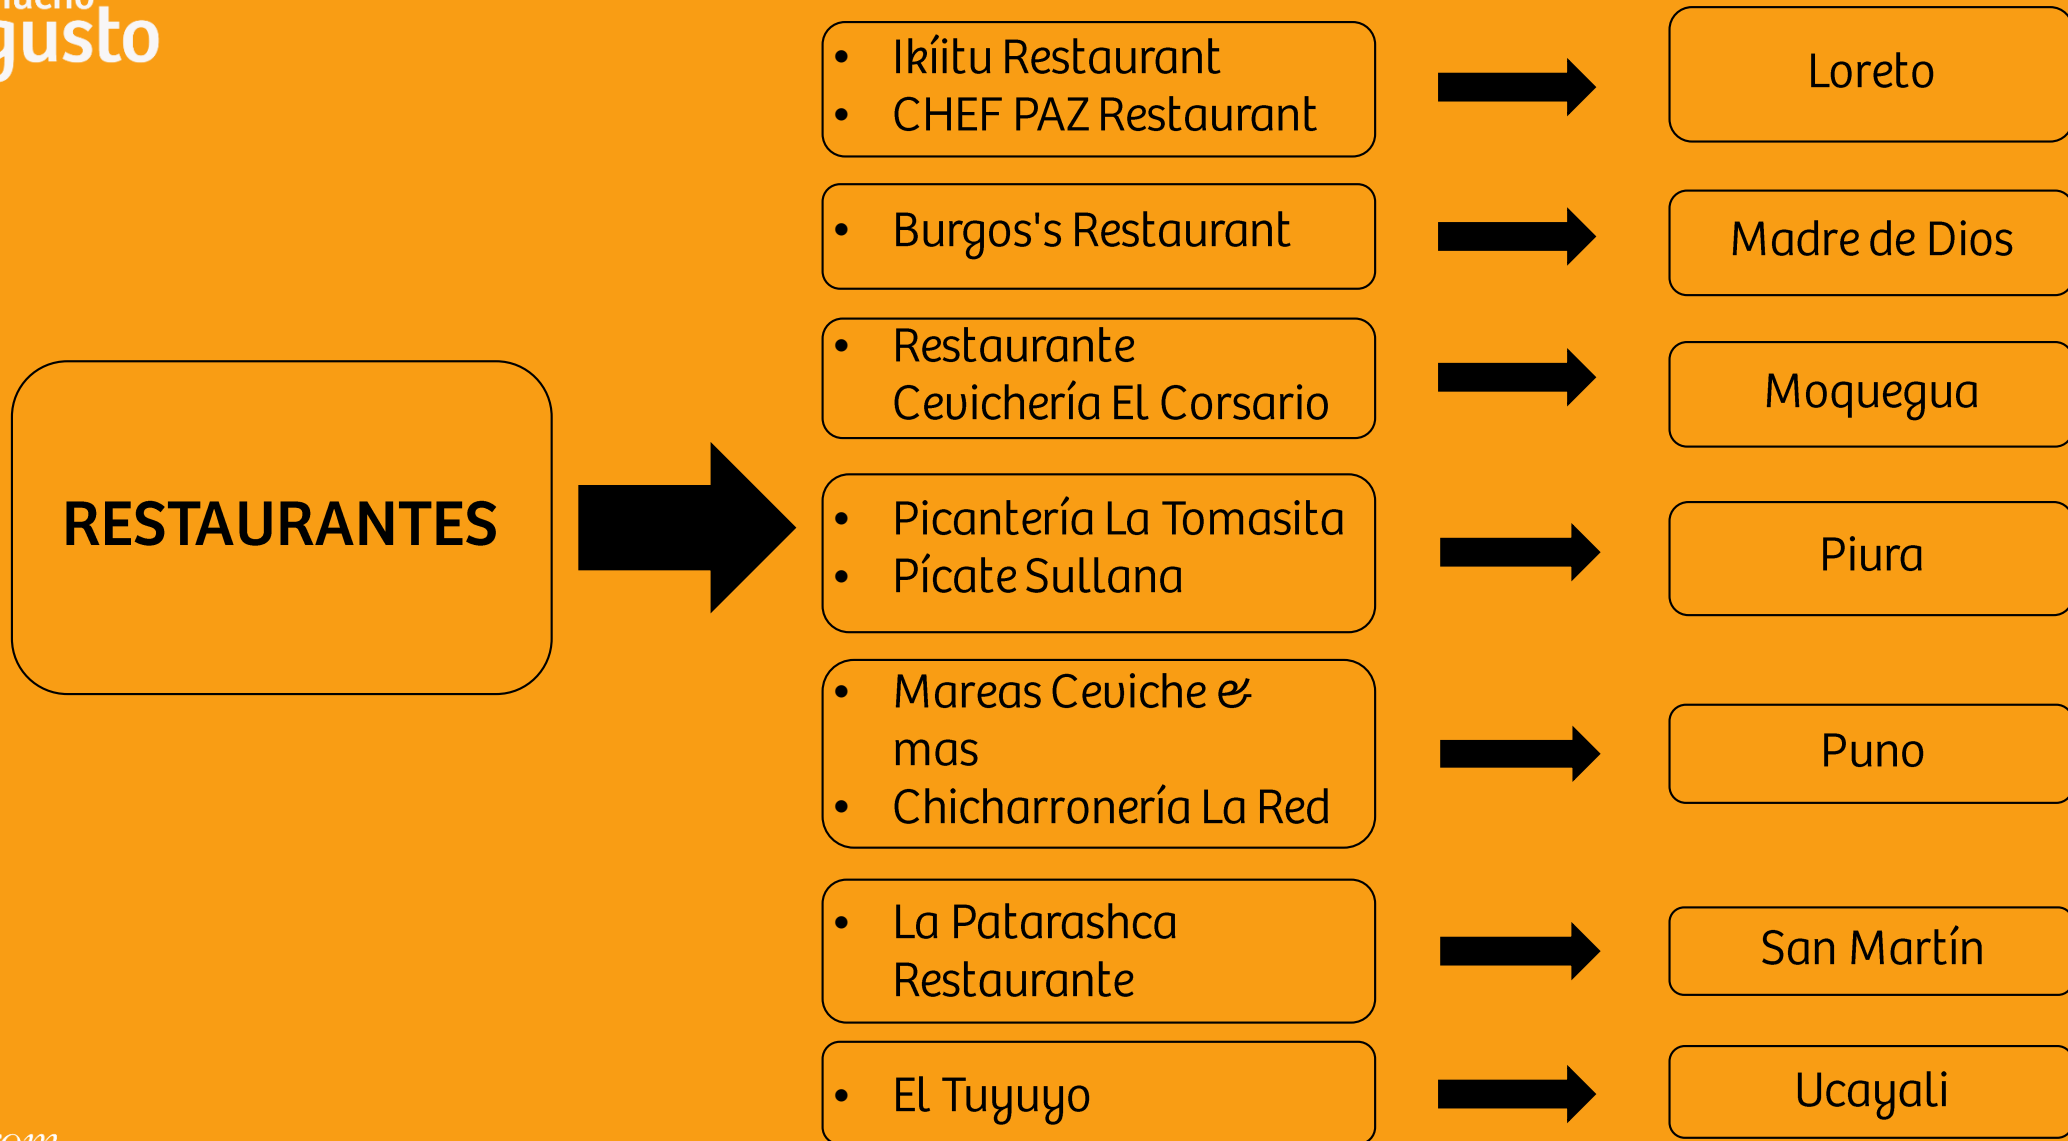 gusto
RESTAURANTES
• Ikíitu Restaurant
• CHEF PAZ Restaurant
Loreto
• Burgos's Restaurant
Madre de Dios
• Restaurante
Cevichería El Corsario
Moquegua
• Picantería La Tomasita
• Pícate Sullana
Piura
• Mareas Ceviche &
mas
• Chicharronería La Red
Puno
• La Patarashca
Restaurante
San Martín
• El Tuyuyo
Ucayali